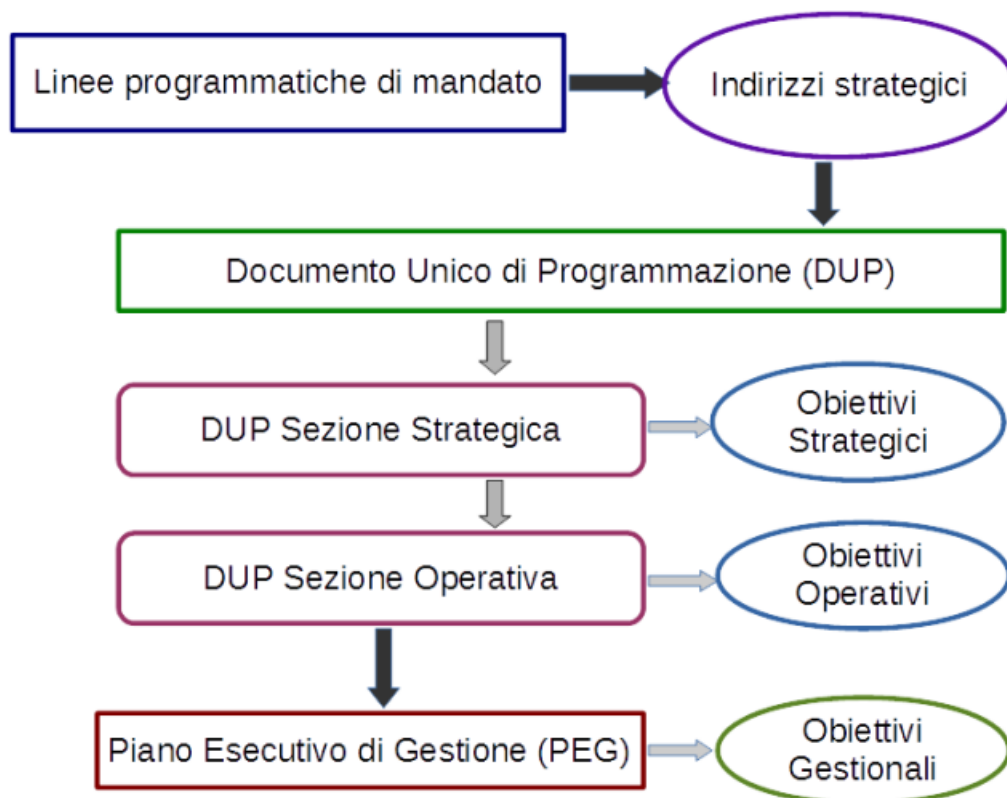 Linee programmatiche di mandato
Indirizzi strategici
Documento Unico di Programmazione (DUP)
DUP Sezione Strategica
Obiettivi
Strategici
DUP Sezione Operativa
Obiettivi
Operativi
Piano Esecutivo di Gestione (PEG)
Obiettivi
Gestionali